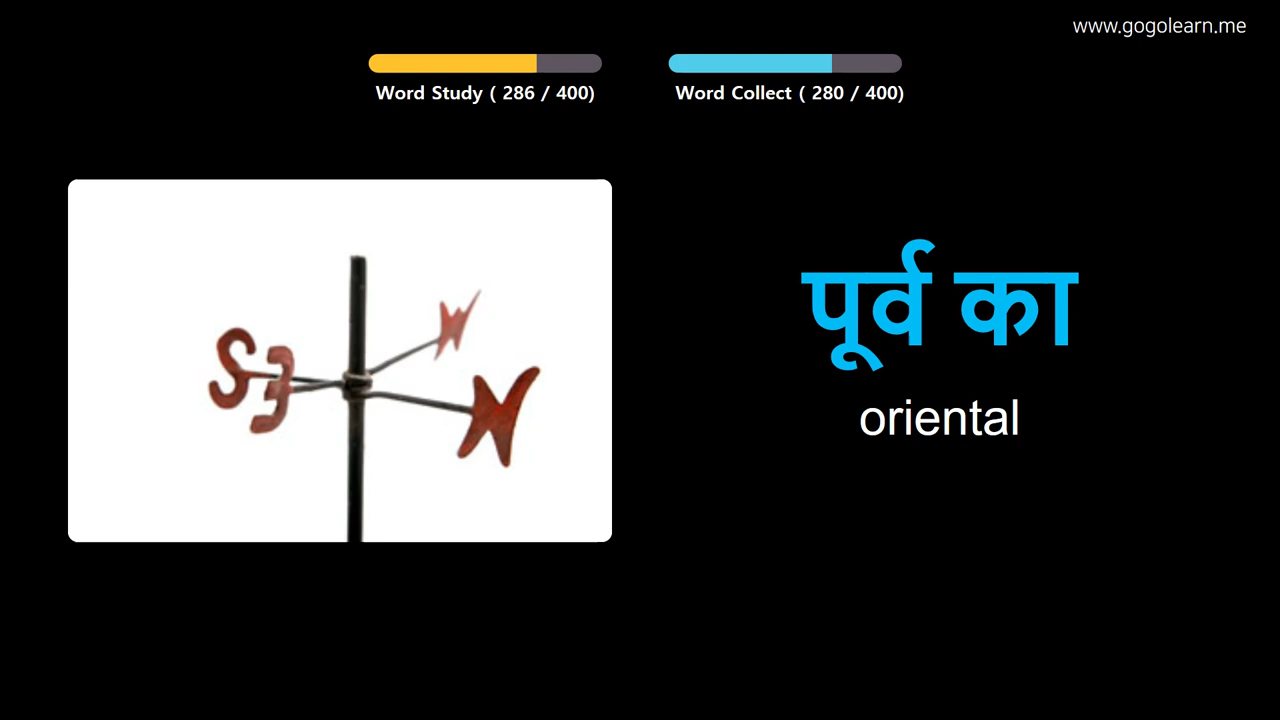 www.gogolearn.me
Word Study ( 286 / 400)
Word Collect ( 280 / 400)
S E W N
पूर्व का
oriental